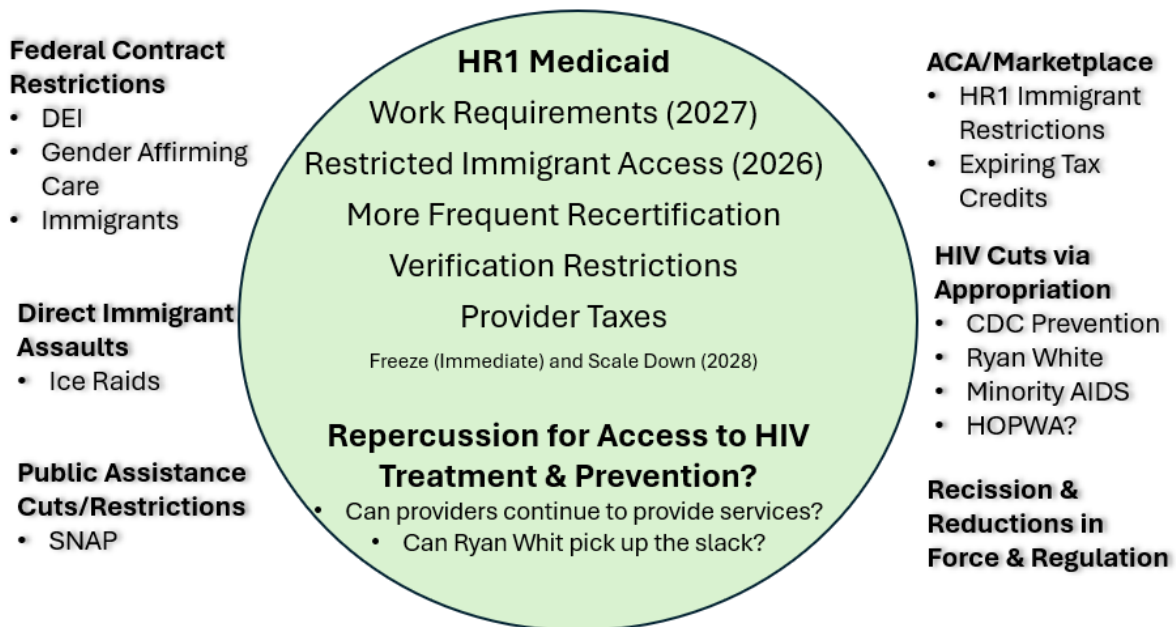 Federal Contract
Restrictions
• DEI
• Gender Affirming
Care
• Immigrants
Direct Immigrant
Assaults
• Ice Raids
Public Assistance
Cuts/Restrictions
• SNAP
HR1 Medicaid
Work Requirements (2027)
Restricted Immigrant Access (2026)
More Frequent Recertification
Verification Restrictions
Provider Taxes
Freeze (Immediate) and Scale Down (2028)
Repercussion for Access to HIV
Treatment & Prevention?
• Can providers continue to provide services?
• Can Ryan Whit pick up the slack?
ACA/Marketplace
• HR1 Immigrant
Restrictions
• Expiring Tax
Credits
HIV Cuts via
Appropriation
• CDC Prevention
• Ryan White
• Minority AIDS
• HOPWA?
Recission &
Reductions in
Force & Regulation